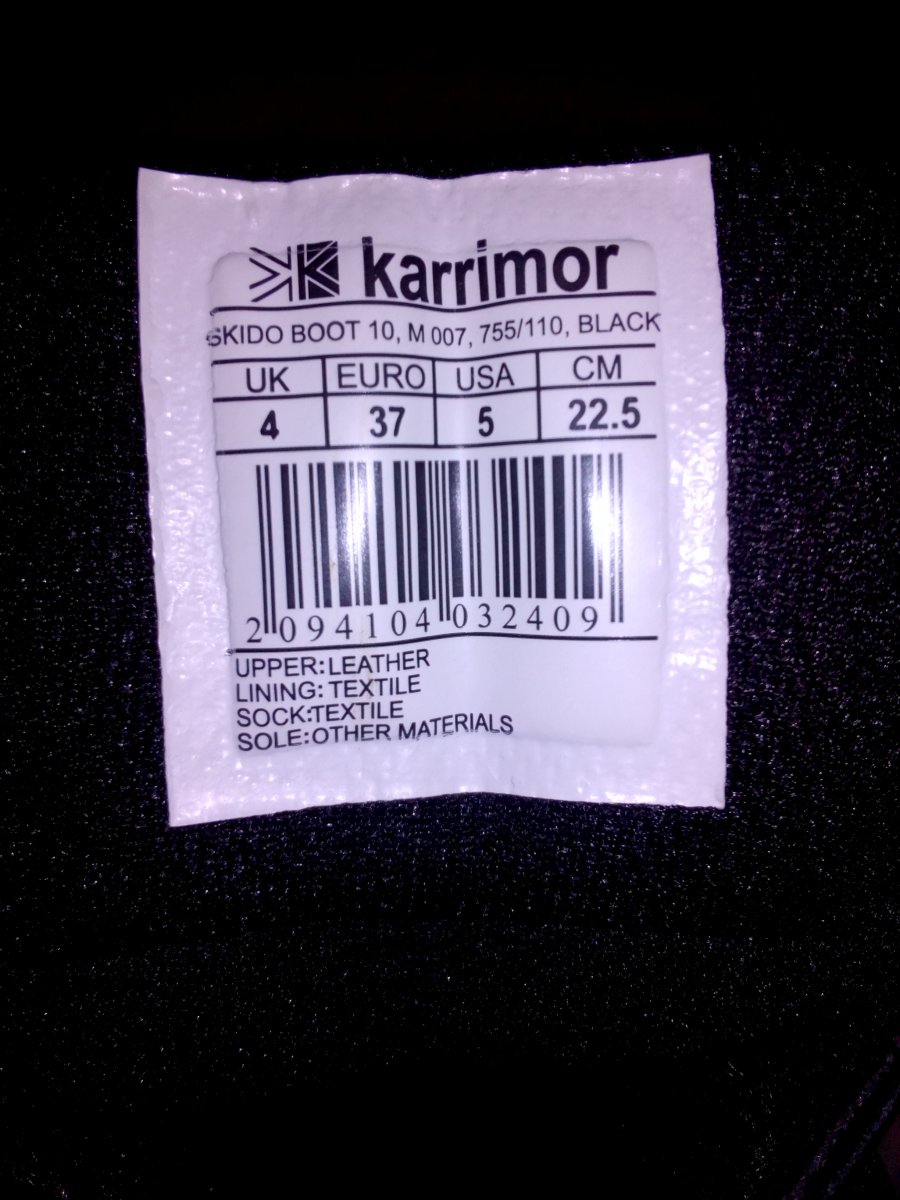 karrimor
SKIDO BOOT 10, M 007, 755/110, BLACK
UK EURO USA CM
4 37 5 22.5
2 094104 032409
UPPER:LEATHER
LINING: TEXTILE
SOCK:TEXTILE
SOLE:OTHER MATERIALS